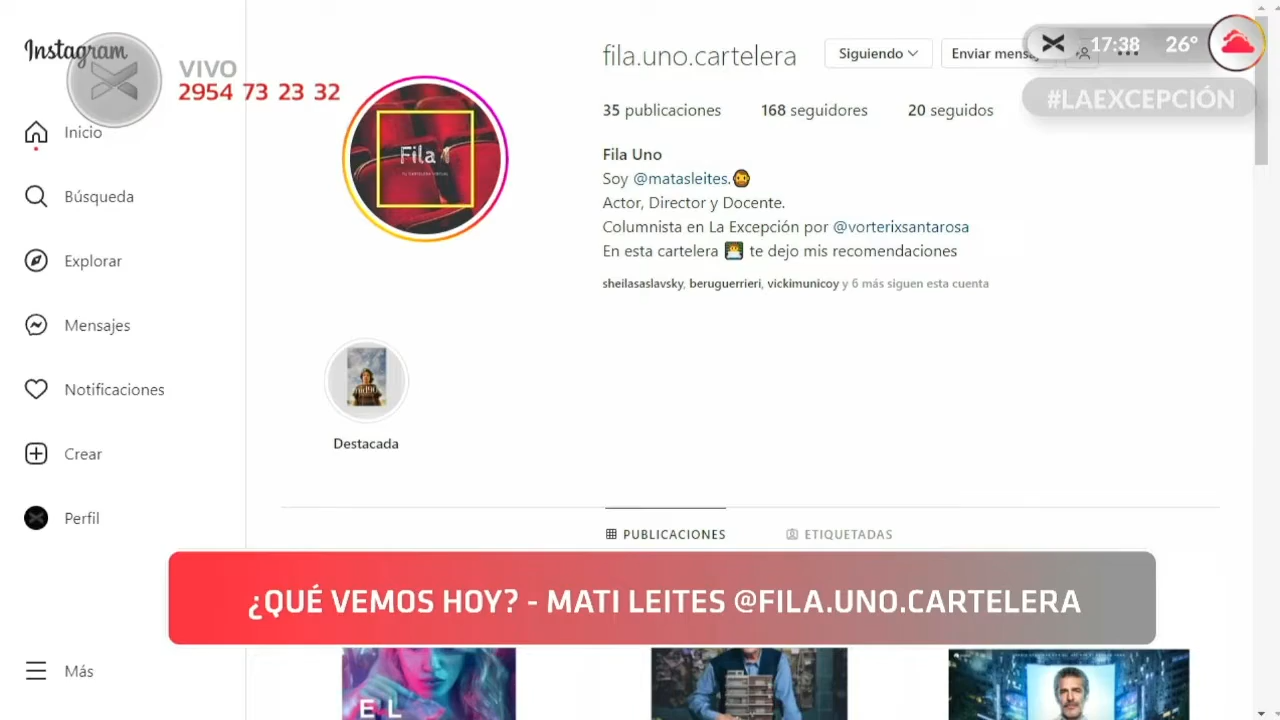 Instagram
VIVO
2954 73 23 32
Inicio
Búsqueda
Explorar
Mensajes
Notificaciones
Crear
Perfil
Más
Fila 1
fila.uno.cartelera
Siguiendo
Enviar mensaj
17:38 26°
#LAEXCEPCIÓN
35 publicaciones 168 seguidores 20 seguidos
Fila Uno
Soy @matasleites.
Actor, Director y Docente.
Columnista en La Excepción por @vorterixsantarosa
En esta cartelera te dejo mis recomendaciones
sheilasaslavsky, beruguerrieri, vickimunicoy y 6 más siguen esta cuenta
Destacada
PUBLICACIONES ETIQUETADAS
¿QUÉ VEMOS HOY? - MATI LEITES @FILA.UNO.CARTELERA
EL